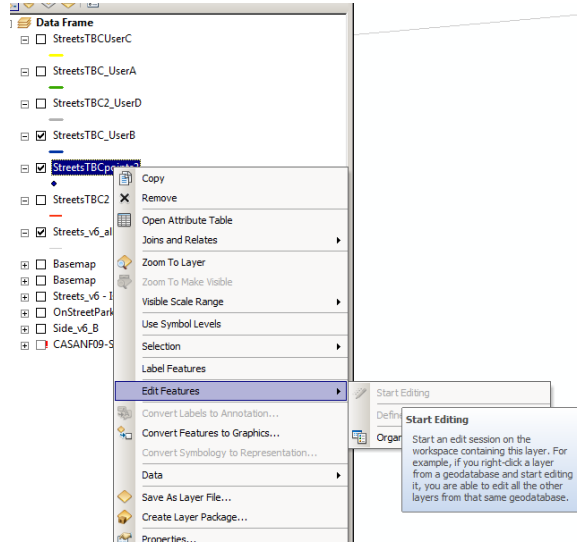 Data Frame
StreetsTBCUserC
StreetsTBC_UserA
StreetsTBC2_UserD
StreetsTBC_UserB
StreetsTBCpoints2
Copy
Remove
StreetsTBC2
Open Attribute Table
Streets_v6_al
Joins and Relates
Basemap
Zoom To Layer
Basemap
Zoom To Make Visible
Streets_v6 - I
Visible Scale Range
OnStreetPark
Side_v6_B
Use Symbol Levels
CASANF09-S
Selection
Label Features
Edit Features
Start Editing
Convert Labels to Annotation...
Define
Convert Features to Graphics...
Organ
Convert Symbology to Representation...
Data
Save As Layer File...
Create Layer Package...
Properties...
Start Editing
Start an edit session on the
workspace containing this layer. For
example, if you right-click a layer
from a geodatabase and start editing
it, you are able to edit all the other
layers from that same geodatabase.